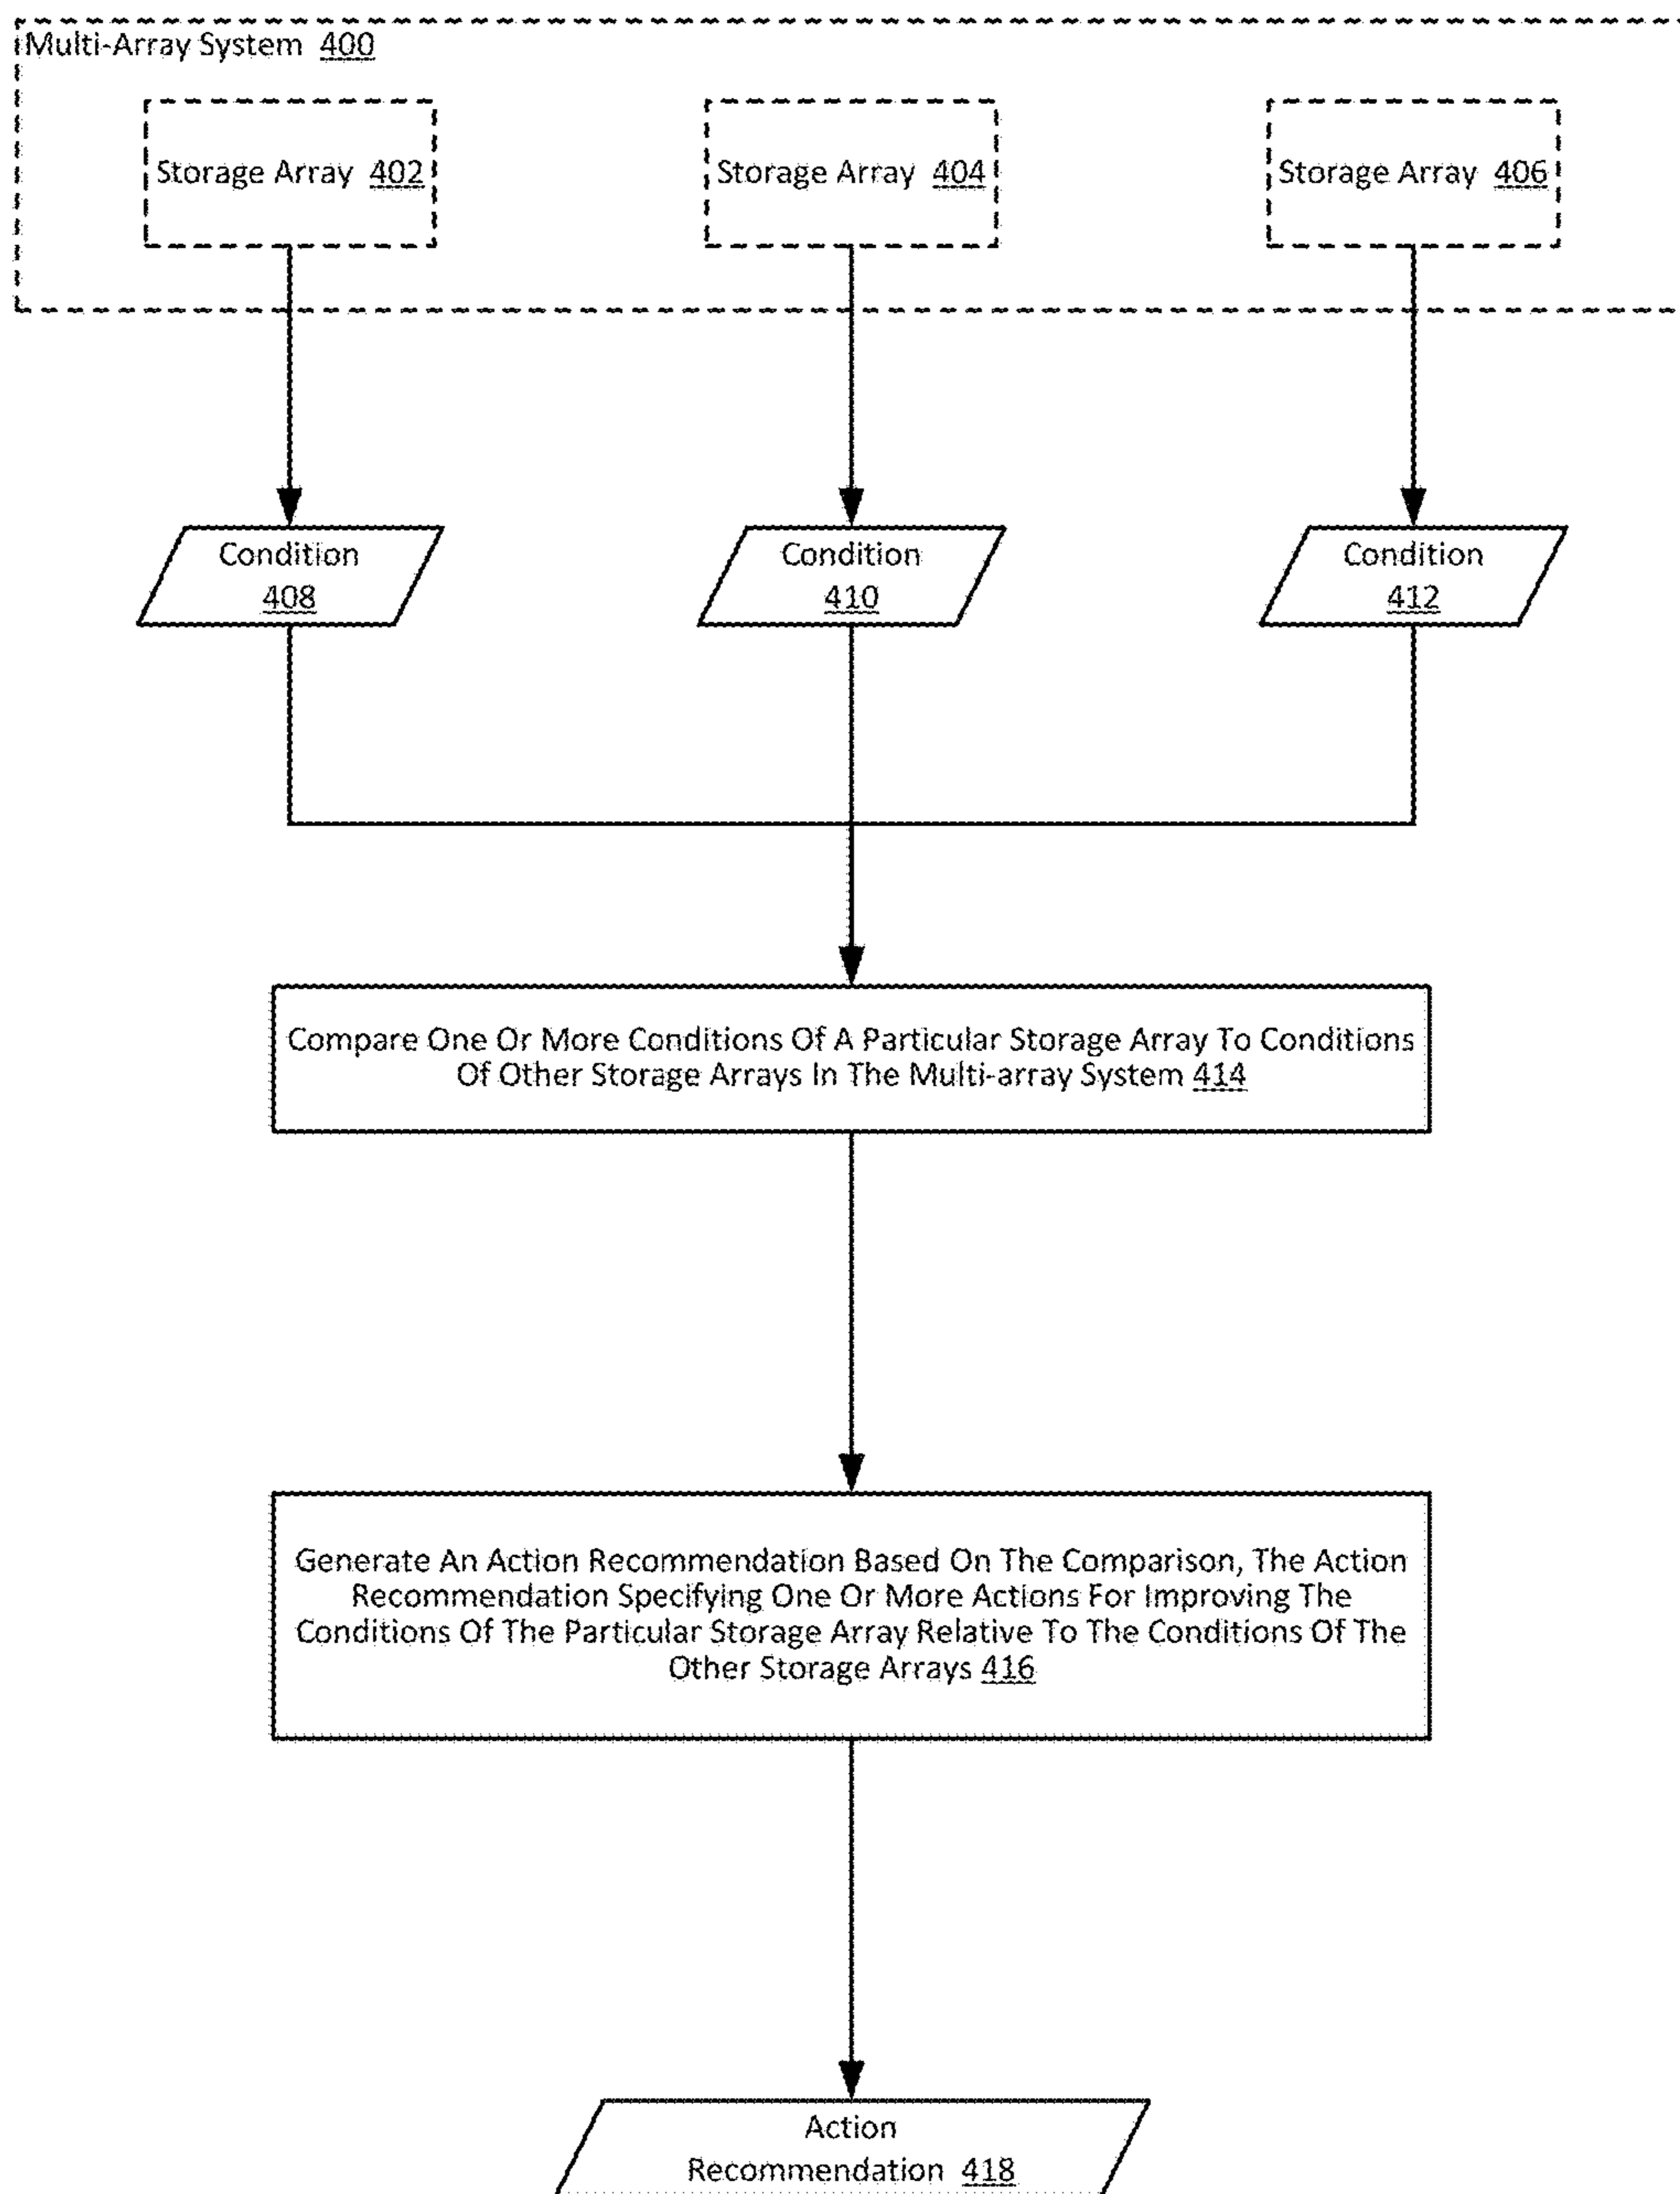 Multi-Array System 400
Storage Array 402
Storage Array 404
Storage Array 406
Condition
408
Condition
410
Condition
412
Compare One Or More Conditions Of A Particular Storage Array To Conditions
Of Other Storage Arrays In The Multi-array System 414
Generate An Action Recommendation Based On The Comparison, The Action
Recommendation Specifying One Or More Actions For Improving The
Conditions Of The Particular Storage Array Relative To The Conditions Of The
Other Storage Arrays 416
Action
Recommendation 418